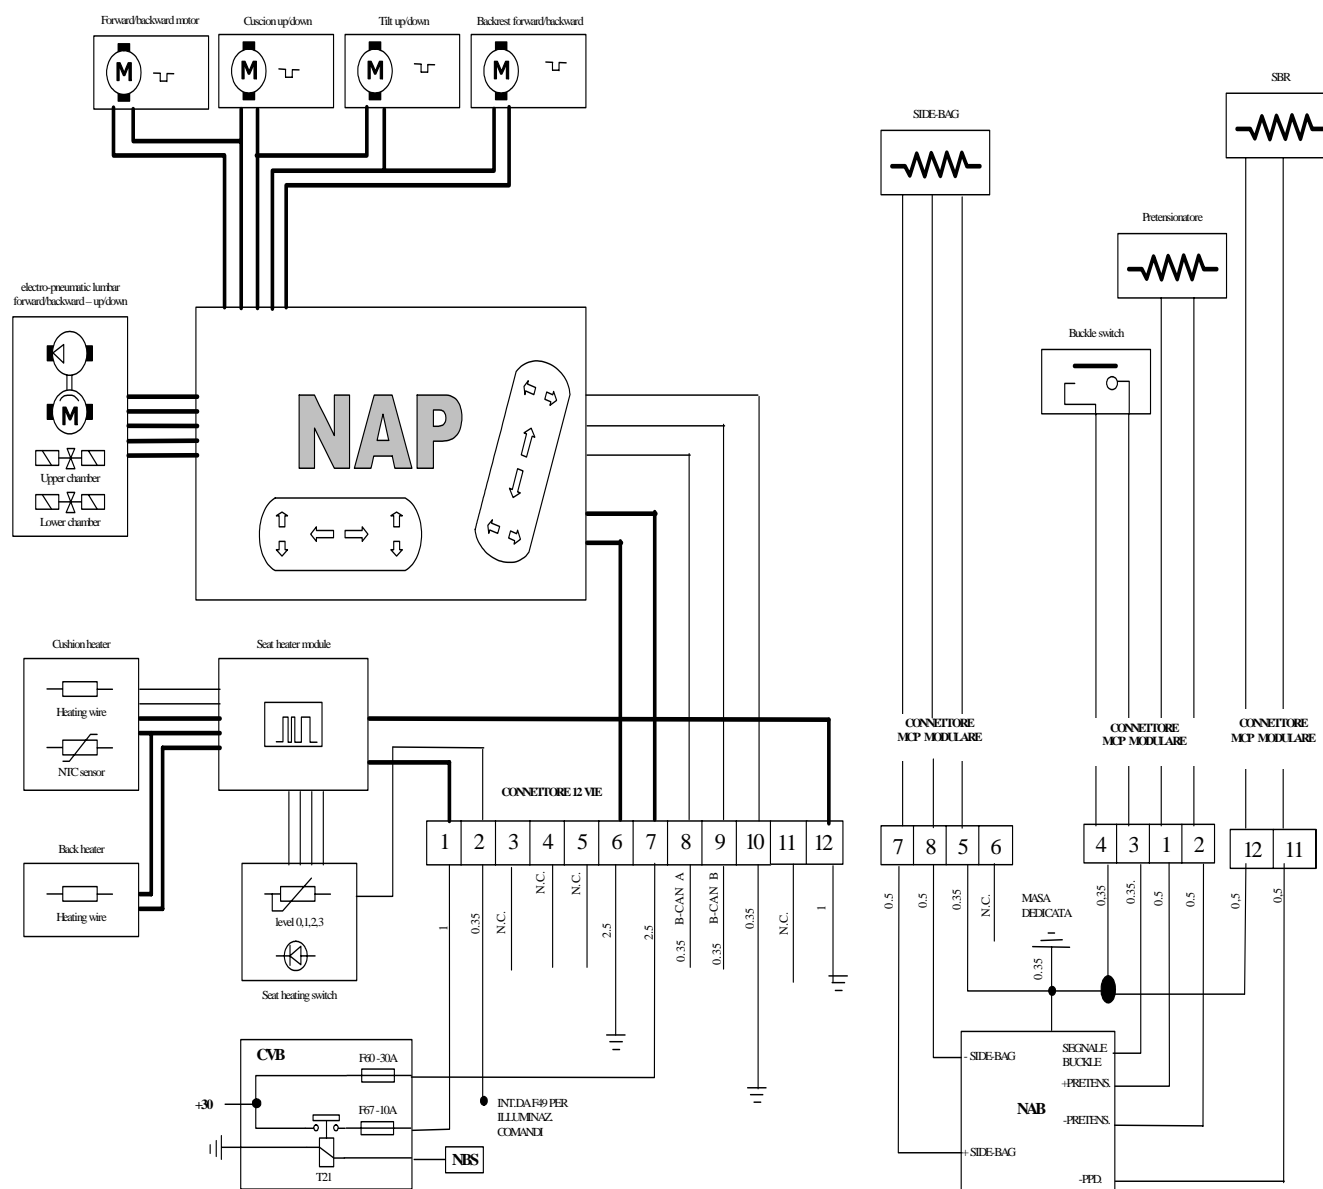 Forward/backward motor
Cuscion up/down
Tilt up/down
Backrest forward/backward
M
M
M
M
SIDE-BAG
SBR
Pretensionatore
Buckle switch
electro-pneumatic lumbar
forward/backward – up/down
M
Upper chamber
Lower chamber
NAP
Cushion heater
Heating wire
NTC sensor
Seat heater module
Back heater
Heating wire
level 0,1,2,3
Seat heating switch
CONNETTORE 12 VIE
1 2 3 4 5 6 7 8 9 10 11 12
1
0.35
N.C.
N.C.
N.C.
2.5
2.5
0.35 B-CAN A
0.35 B-CAN B
0.35
N.C.
1
CONNETTORE
MCP MODULARE
CONNETTORE
MCP MODULARE
CONNETTORE
MCP MODULARE
7 8 5 6
4 3 1 2
12 11
0.5
0.5
0.35
N.C.
MASA
DEDICATA
0.35
0.35
0.35.
0.5
0.5
0,5
0,5
CVB
F60 -30A
+30
F67 -10A
T21
NBS
INT.DA F49 PER
ILLUMINAZ.
COMANDI
- SIDE-BAG
SEGNALE
BUCKLE
+PRETENS.
NAB
-PRETENS.
+ SIDE-BAG
-PPD.